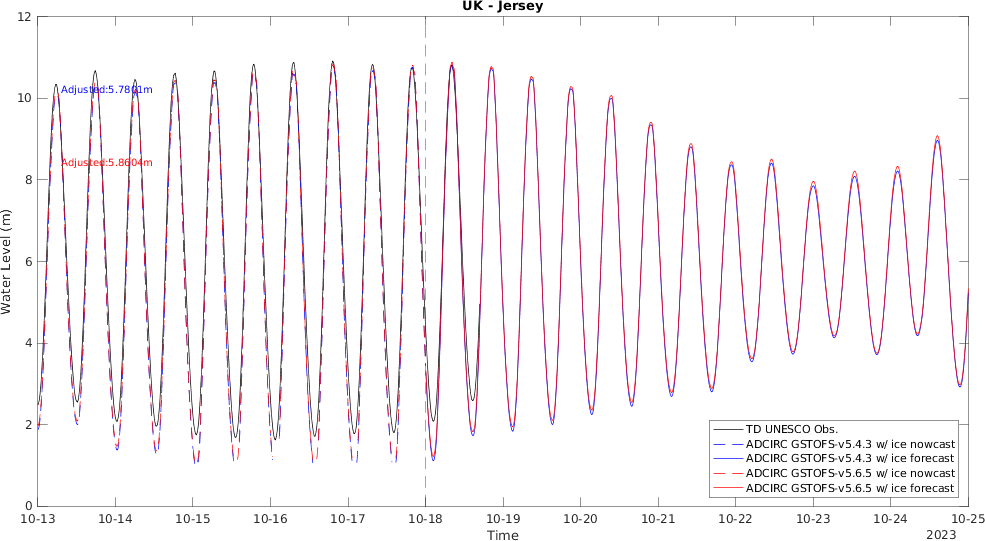 UK - Jersey
12
10
8
6
4
2
0
Water Level (m)
Adjusted:5.7801m
Adjusted:5.8604m
TD UNESCO Obs.
ADCIRC GSTOFS-v5.4.3 w/ ice nowcast
ADCIRC GSTOFS-v5.4.3 w/ ice forecast
ADCIRC GSTOFS-v5.6.5 w/ ice nowcast
ADCIRC GSTOFS-v5.6.5 w/ ice forecast
10-13 10-14 10-15 10-16 10-17 10-18 10-19 10-20 10-21 10-22 10-23 10-24 10-25
Time
2023